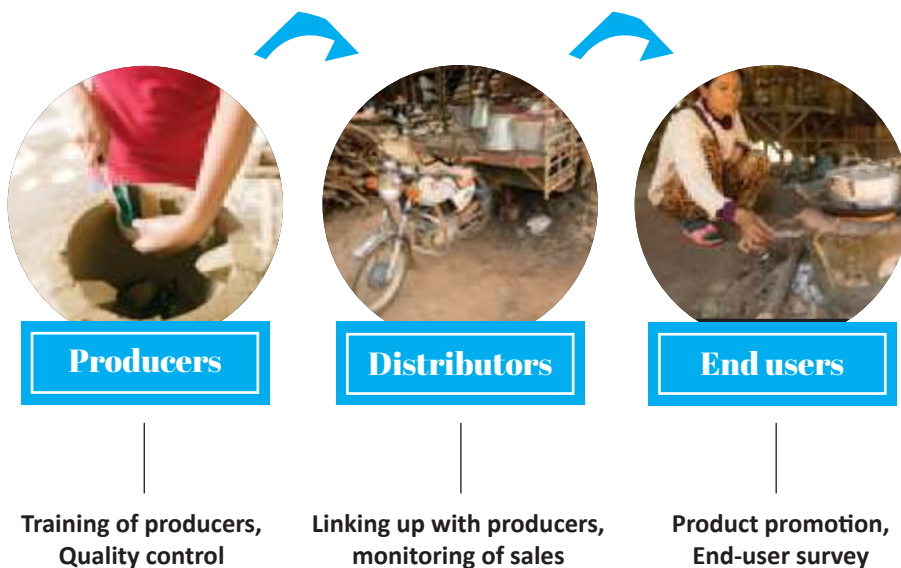 Producers
Distributors
End users
Training of producers,
Quality control
Linking up with producers,
monitoring of sales
Product promotion,
End-user survey